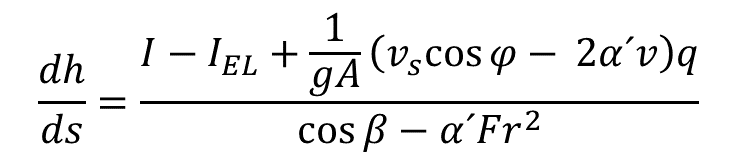 dh/ds = (I − I_EL + 1/gA (v_s cos φ − 2α´v)q) / (cos β − α´Fr²)